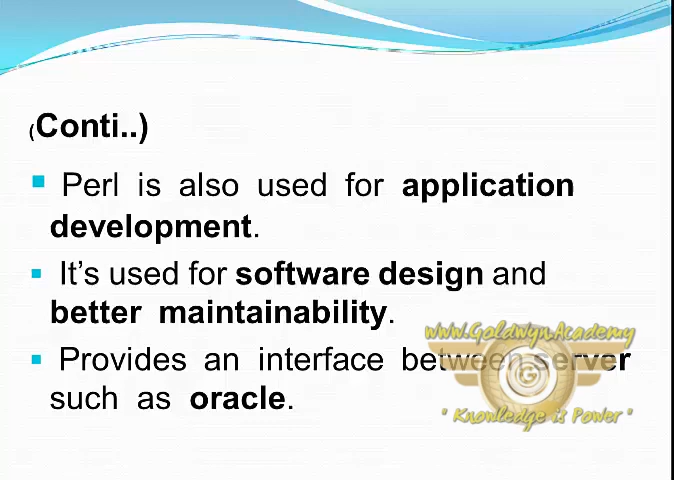 (Conti..)
Perl is also used for application
development.
It's used for software design and
better maintainability.
Provides an interface between server
such as oracle.
www.GoldwynAcademy
" Knowledge is Power "